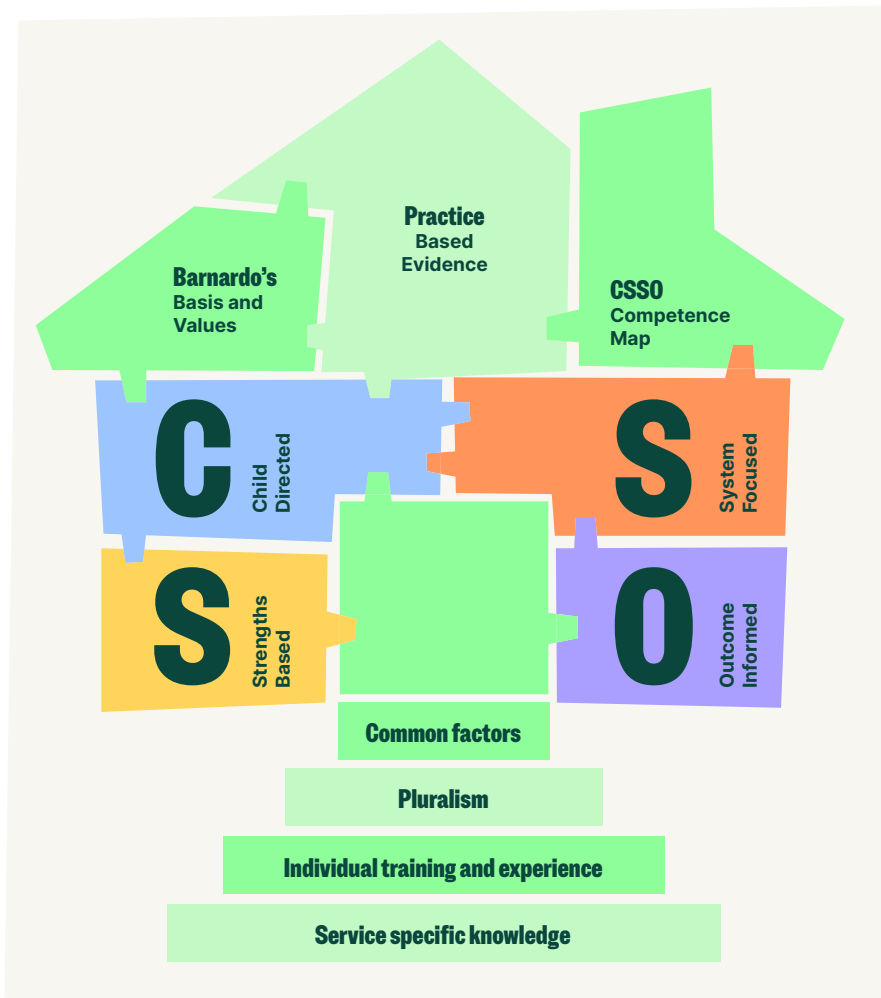 Practice
Based
Evidence
Barnardo’s
Basis and
Values
CSSO
Competence
Map
C
Child
Directed
S
System
Focused
S
Strengths
Based
O
Outcome
Informed
Common factors
Pluralism
Individual training and experience
Service specific knowledge